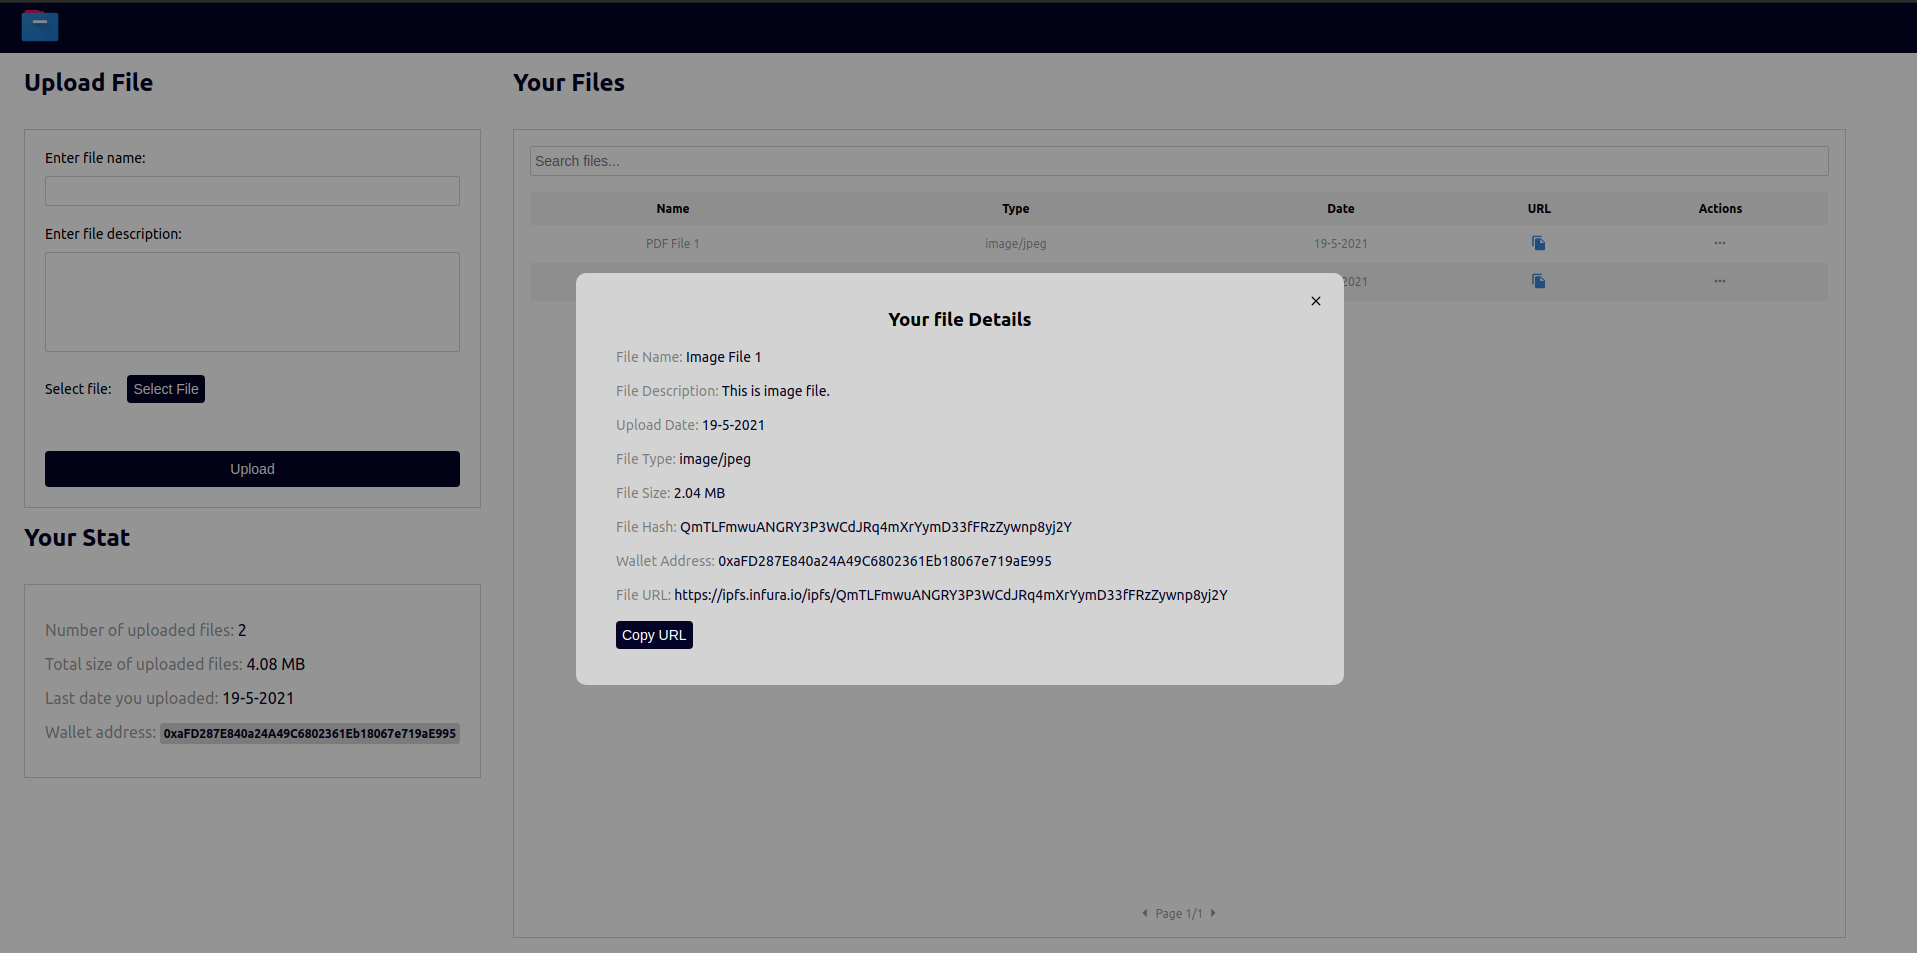 Upload File
Enter file name:
Enter file description:
Select file: Select File
Upload
Your Stat
Number of uploaded files: 2
Total size of uploaded files: 4.08 MB
Last date you uploaded: 19-5-2021
Wallet address: 0xaFD287E840a24A49C6802361Eb18067e719aE995
Your Files
Search files...
Name Type Date URL Actions
PDF File 1 image/jpeg 19-5-2021 ...
2021 ...
Your file Details
File Name: Image File 1
File Description: This is image file.
Upload Date: 19-5-2021
File Type: image/jpeg
File Size: 2.04 MB
File Hash: QmTLFmwuANGRY3P3WCdJRq4mXrYymD33fFRzZywnp8yj2Y
Wallet Address: 0xaFD287E840a24A49C6802361Eb18067e719aE995
File URL: https://ipfs.infura.io/ipfs/QmTLFmwuANGRY3P3WCdJRq4mXrYymD33fFRzZywnp8yj2Y
Copy URL
Page 1/1